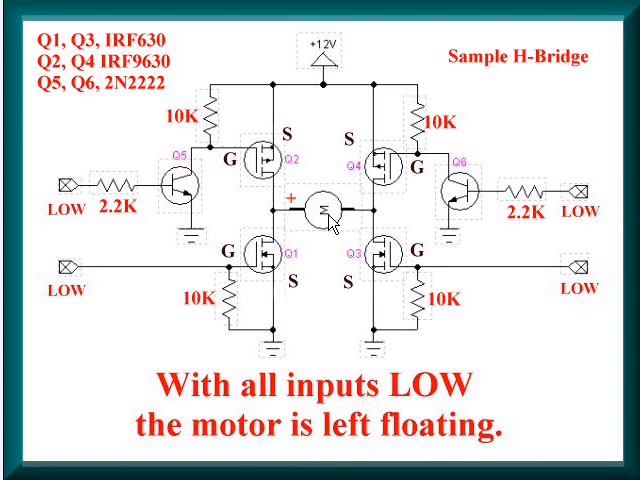 Q1, Q3, IRF630
Q2, Q4 IRF9630
Q5, Q6, 2N2222
+12V
Sample H-Bridge
10K
10K
S
S
Q5
G
Q2
Q4
G
Q6
LOW
2.2K
+
M
2.2K
LOW
G
Q1
Q3
G
LOW
S
S
LOW
10K
10K
With all inputs LOW
the motor is left floating.